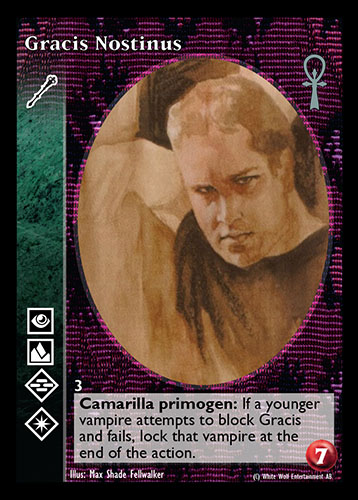 Gracis Nostinus
3
Camarilla primogen: If a younger
vampire attempts to block Gracis
and fails, lock that vampire at the
end of the action.
7
Illus: Max Shade Fellwalker
(C) White Wolf Entertainment AB.